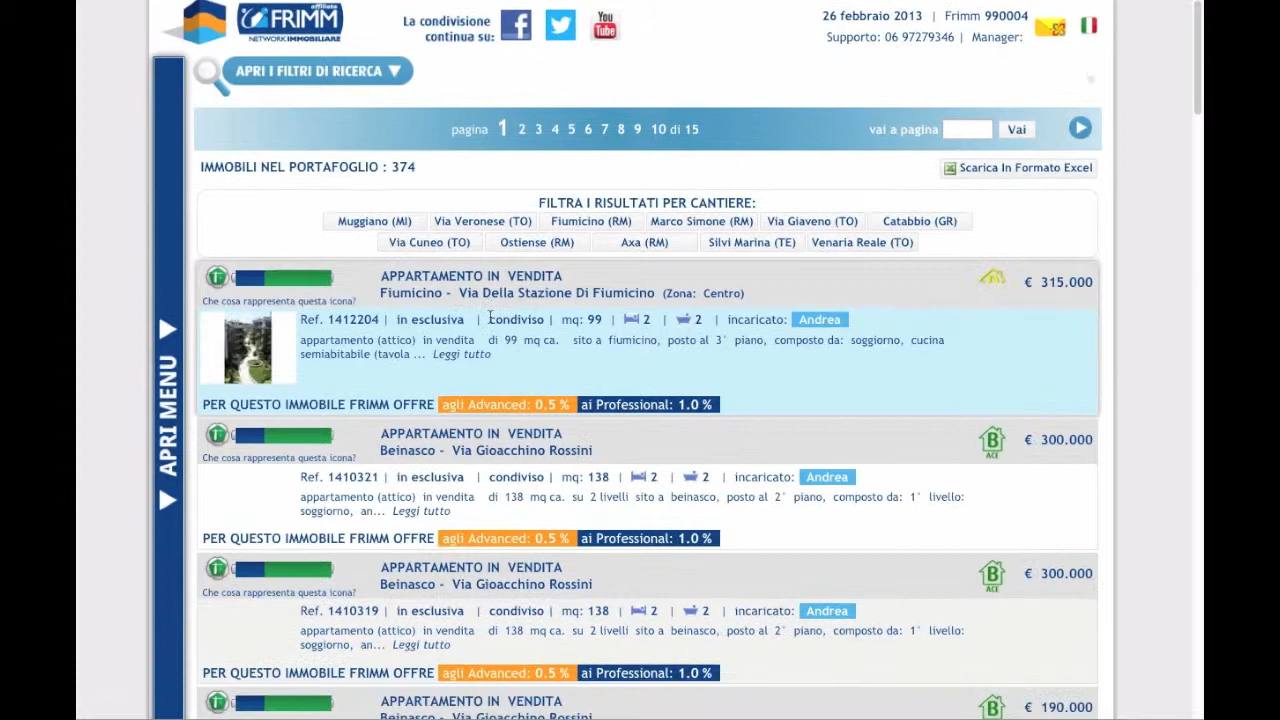 affiliato
FRIMM
NETWORK IMMOBILIARE
La condivisione
continua su:
f
You
Tube
26 febbraio 2013 | Frimm 990004
Supporto: 06 97279346 | Manager:
APRI I FILTRI DI RICERCA ▼
pagina 1 2 3 4 5 6 7 8 9 10 di 15
vai a pagina
Vai
IMMOBILI NEL PORTAFOGLIO : 374
Scarica In Formato Excel
FILTRA I RISULTATI PER CANTIERE:
Muggiano (MI) Via Veronese (TO) Fiumicino (RM) Marco Simone (RM) Via Giaveno (TO) Catabbio (GR)
Via Cuneo (TO) Ostiense (RM) Axa (RM) Silvi Marina (TE) Venaria Reale (TO)
▼ APRI MENU ▼
APPARTAMENTO IN VENDITA
Fiumicino - Via Della Stazione Di Fiumicino (Zona: Centro)
€ 315.000
Che cosa rappresenta questa icona?
Ref. 1412204 | in esclusiva | condiviso | mq: 99 | 2 | 2 | incaricato: Andrea
appartamento (attico) in vendita di 99 mq ca. sito a fiumicino, posto al 3° piano, composto da: soggiorno, cucina
semiabitabile (tavola ... Leggi tutto
PER QUESTO IMMOBILE FRIMM OFFRE agli Advanced: 0.5 % ai Professional: 1.0 %
APPARTAMENTO IN VENDITA
Beinasco - Via Gioacchino Rossini
B
ACE
€ 300.000
Che cosa rappresenta questa icona?
Ref. 1410321 | in esclusiva | condiviso | mq: 138 | 2 | 2 | incaricato: Andrea
appartamento (attico) in vendita di 138 mq ca. su 2 livelli sito a beinasco, posto al 2° piano, composto da: 1° livello:
soggiorno, an... Leggi tutto
PER QUESTO IMMOBILE FRIMM OFFRE agli Advanced: 0.5 % ai Professional: 1.0 %
APPARTAMENTO IN VENDITA
Beinasco - Via Gioacchino Rossini
B
ACE
€ 300.000
Che cosa rappresenta questa icona?
Ref. 1410319 | in esclusiva | condiviso | mq: 138 | 2 | 2 | incaricato: Andrea
appartamento (attico) in vendita di 138 mq ca. su 2 livelli sito a beinasco, posto al 2° piano, composto da: 1° livello:
soggiorno, an... Leggi tutto
PER QUESTO IMMOBILE FRIMM OFFRE agli Advanced: 0.5 % ai Professional: 1.0 %
APPARTAMENTO IN VENDITA
Beinasco - Via Gioacchino Rossini
B
€ 190.000